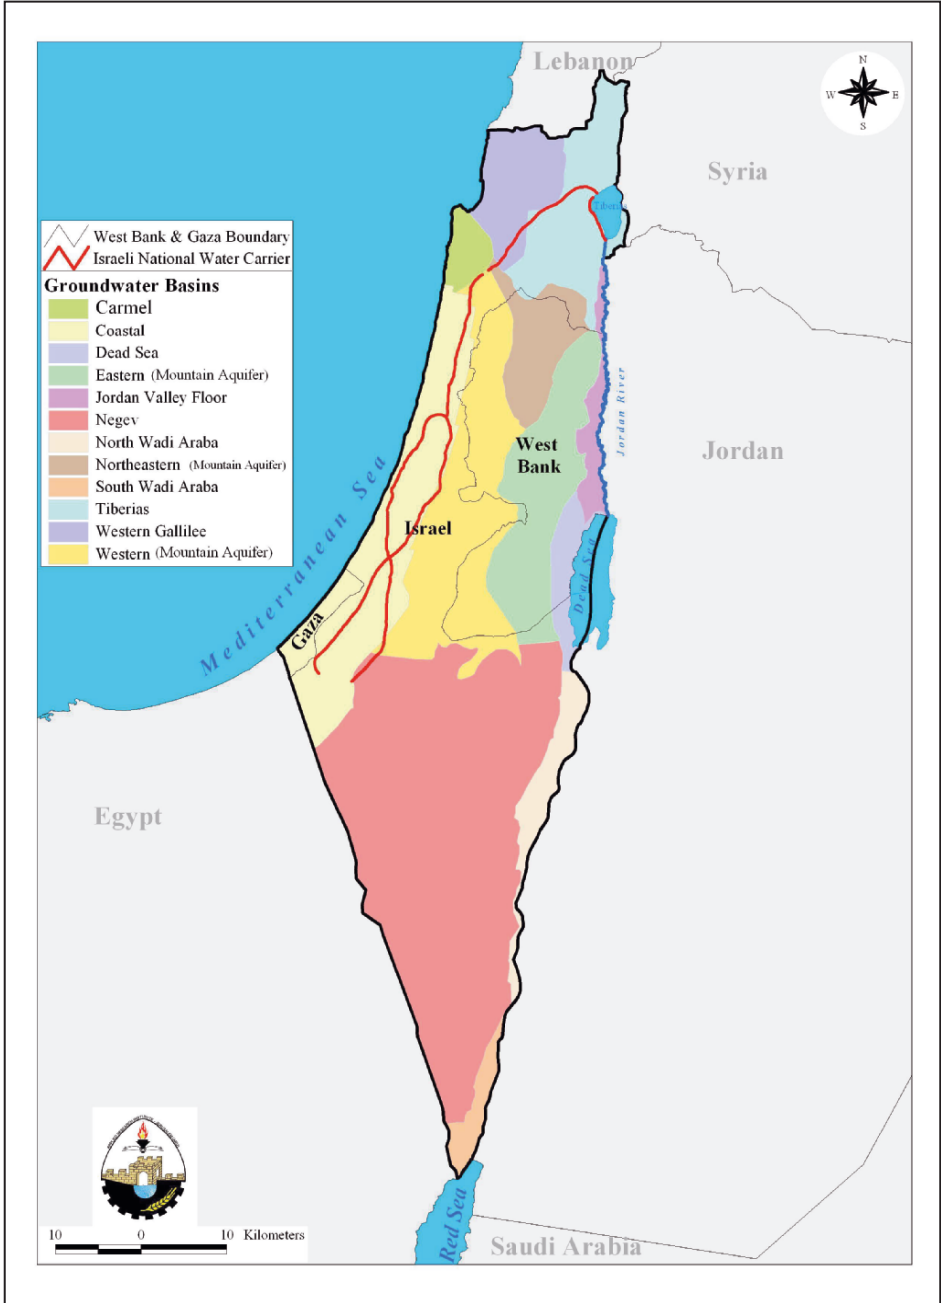 Lebanon
N
W
E
S
Syria
Tiberias
West Bank & Gaza Boundary
Israeli National Water Carrier
Groundwater Basins
Carmel
Coastal
Dead Sea
Eastern (Mountain Aquifer)
Jordan Valley Floor
Negev
North Wadi Araba
Northeastern (Mountain Aquifer)
South Wadi Araba
Tiberias
Western Gallilee
Western (Mountain Aquifer)
Jordan River
Jordan
West
Bank
Israel
Mediterranean Sea
Dead Sea
Gaza
Egypt
10 0 10 Kilometers
Red Sea
Saudi Arabia